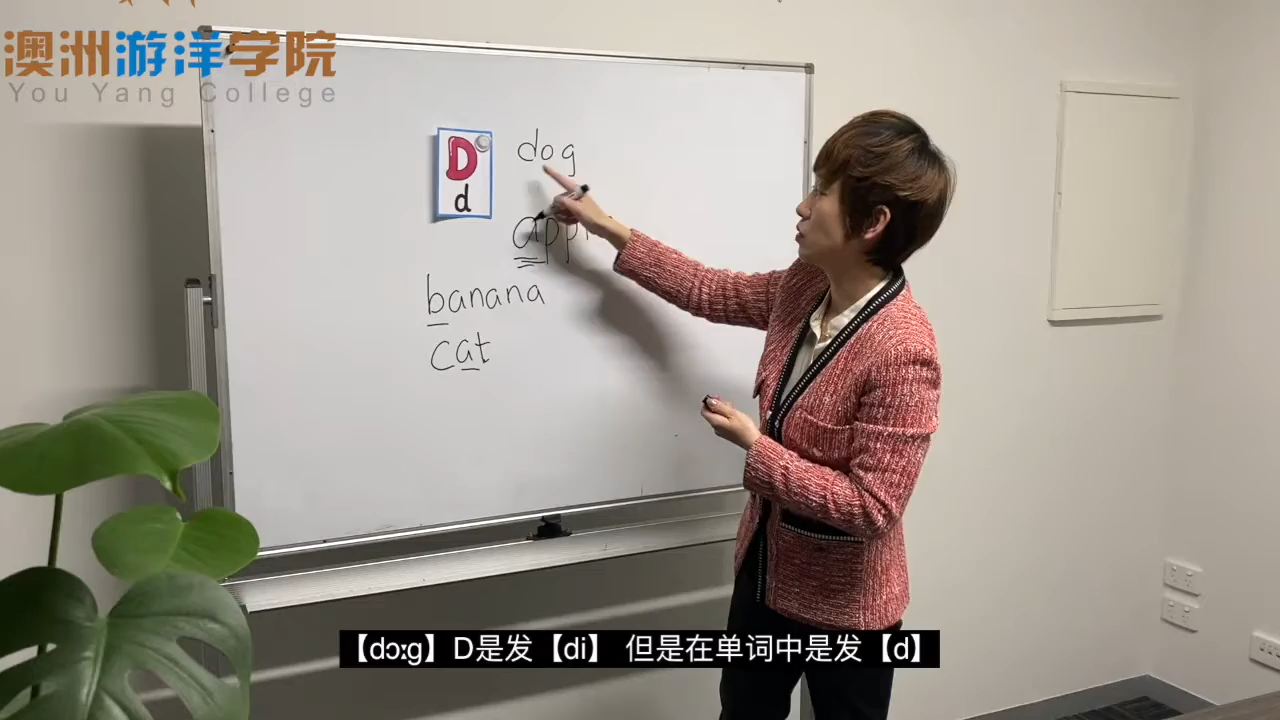 澳洲游洋学院
You Yang College
D
d
dog
banana
cat
【dɔːg】D是发【di】 但是在单词中是发【d】